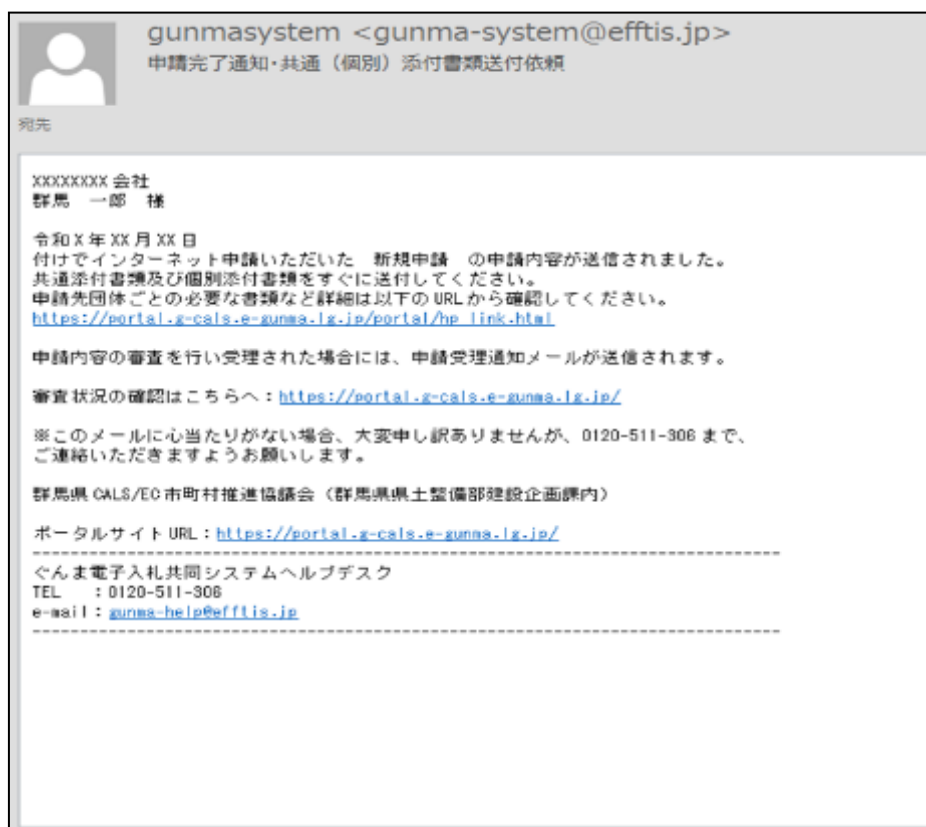 gunmasystem <gunma-system@efftis.jp>
申請完了通知・共通（個別）添付書類送付依頼
宛先
XXXXXXXX 会社
群馬　一郎　様
令和 X 年 XX 月 XX 日
付けでインターネット申請いただいた　新規申請　の申請内容が送信されました。
共通添付書類及び個別添付書類をすぐに送付してください。
申請先団体ごとの必要な書類など詳細は以下の URL から確認してください。
https://portal.g-cals.e-gunma.lg.jp/portal/hp_link.html
申請内容の審査を行い受理された場合には、申請受理通知メールが送信されます。
審査状況の確認はこちらへ：https://portal.g-cals.e-gunma.lg.jp/
※このメールに心当たりがない場合、大変申し訳ありませんが、0120-511-306 まで、
ご連絡いただきますようお願いします。
群馬県 CALS/EC 市町村推進協議会（群馬県県土整備部建設企画課内）
ポータルサイト URL：https://portal.g-cals.e-gunma.lg.jp/
--------------------------------------------------------------------------------
ぐんま電子入札共同システムヘルプデスク
TEL　：0120-511-306
e-mail：gunma-help@efftis.jp
--------------------------------------------------------------------------------